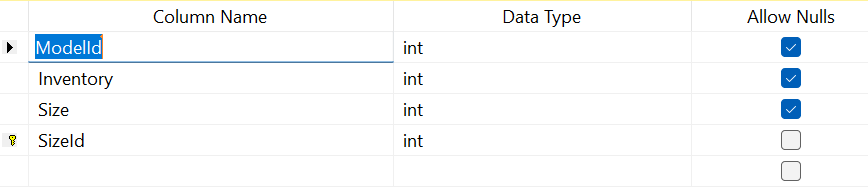 Column Name Data Type Allow Nulls
ModelId int
Inventory int
Size int
SizeId int